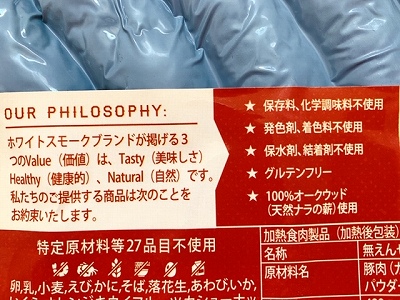 OUR PHILOSOPHY:
ホワイトスモークブランドが掲げる3
つのValue（価値）は、Tasty（美味しさ）
Healthy（健康的）、Natural（自然）です。
私たちのご提供する商品は次のことを
お約束いたします。
★ 保存料、化学調味料不使用
★ 発色剤、着色料不使用
★ 保水剤、結着剤不使用
★ グルテンフリー
★ 100%オークウッド
（天然ナラの薪）使用
特定原材料等27品目不使用
卵,乳,小麦,えび,かに,そば,落花生,あわび,いか,
加熱食肉製品（加熱後包装）
名称
無えんせ
原材料名
豚肉（
パウダー